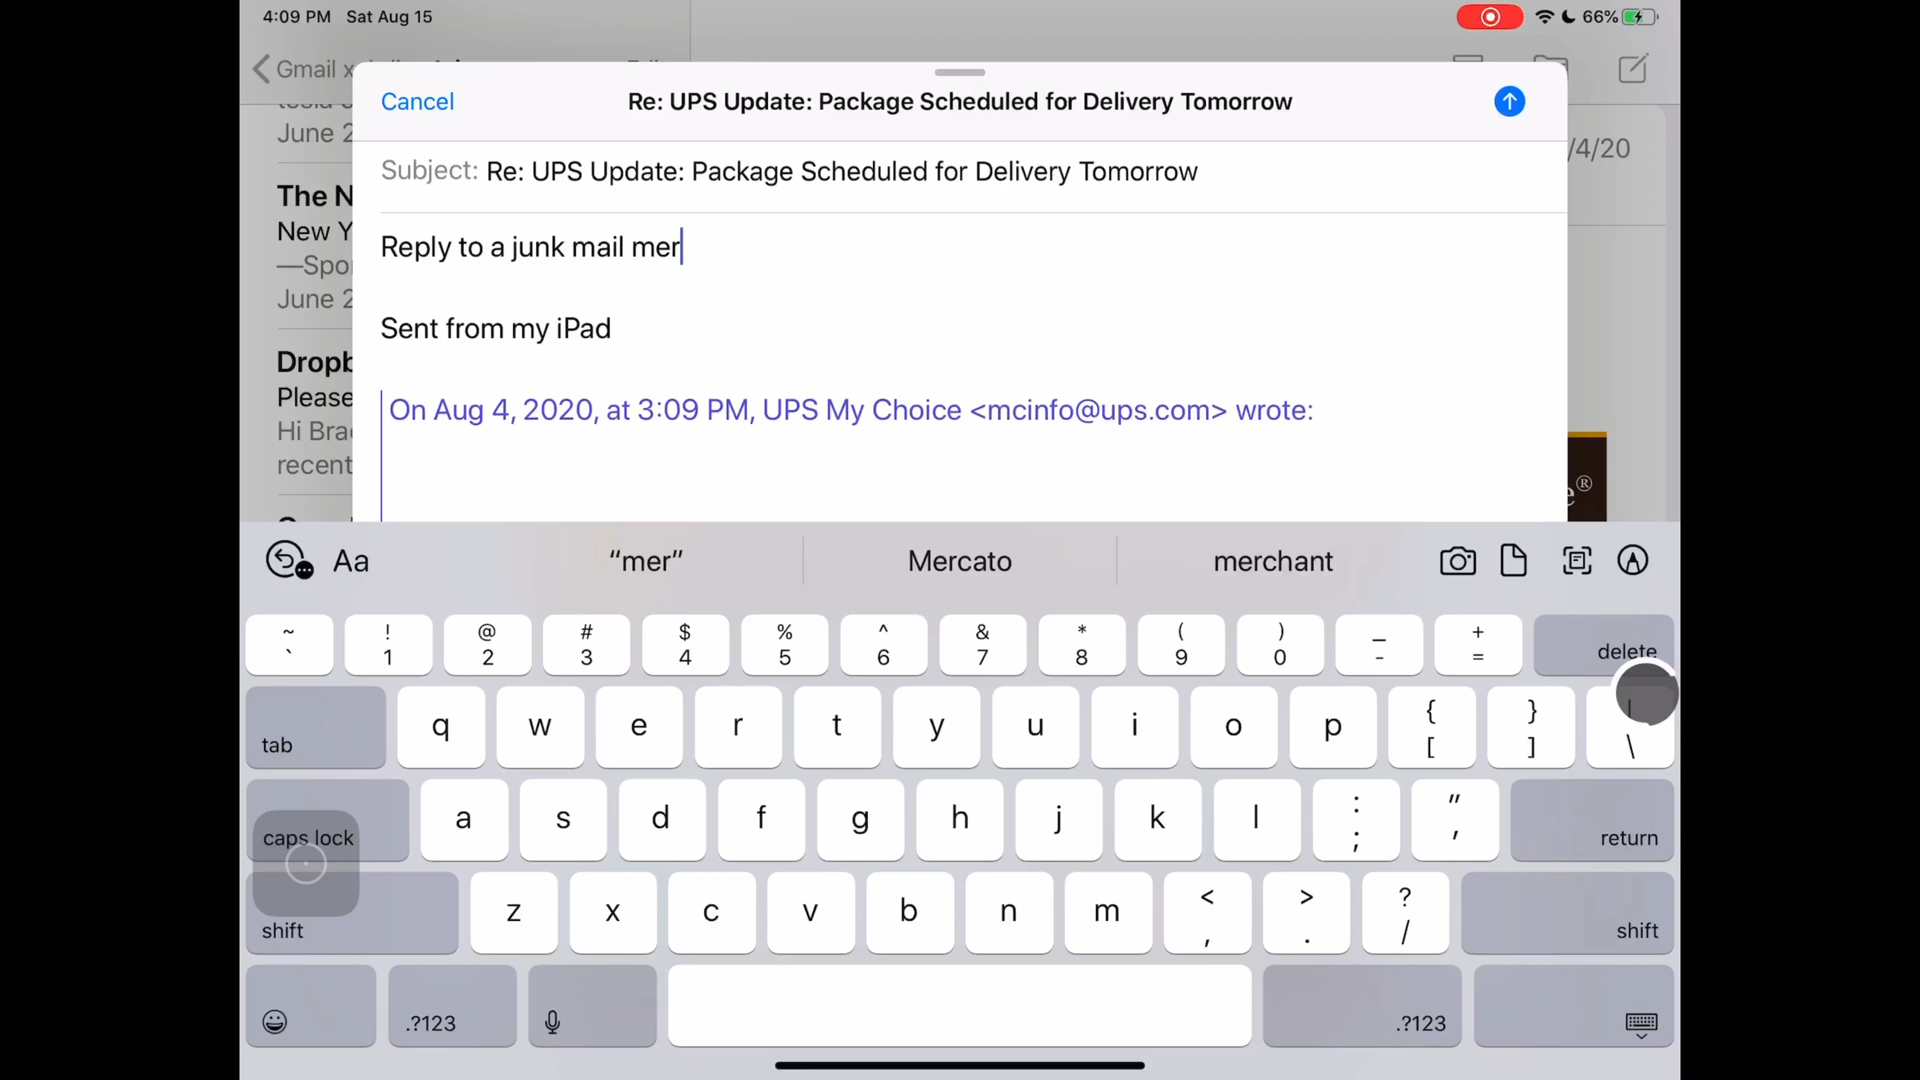 4:09 PM Sat Aug 15
66%
Gmail
June 2
The N
New Y
—Spo
June 2
Dropb
Please
Hi Bra
recent
/4/20
Cancel
Re: UPS Update: Package Scheduled for Delivery Tomorrow
Subject: Re: UPS Update: Package Scheduled for Delivery Tomorrow
Reply to a junk mail mer
Sent from my iPad
On Aug 4, 2020, at 3:09 PM, UPS My Choice <mcinfo@ups.com> wrote:
e®
Aa “mer” Mercato merchant
~ ! @ # $ % ^ & * ( ) _ +
` 1 2 3 4 5 6 7 8 9 0 - = delete
tab q w e r t y u i o p { [ } ] | \
caps lock a s d f g h j k l : ; " ' return
shift z x c v b n m < , > . ? / shift
.?123 .?123